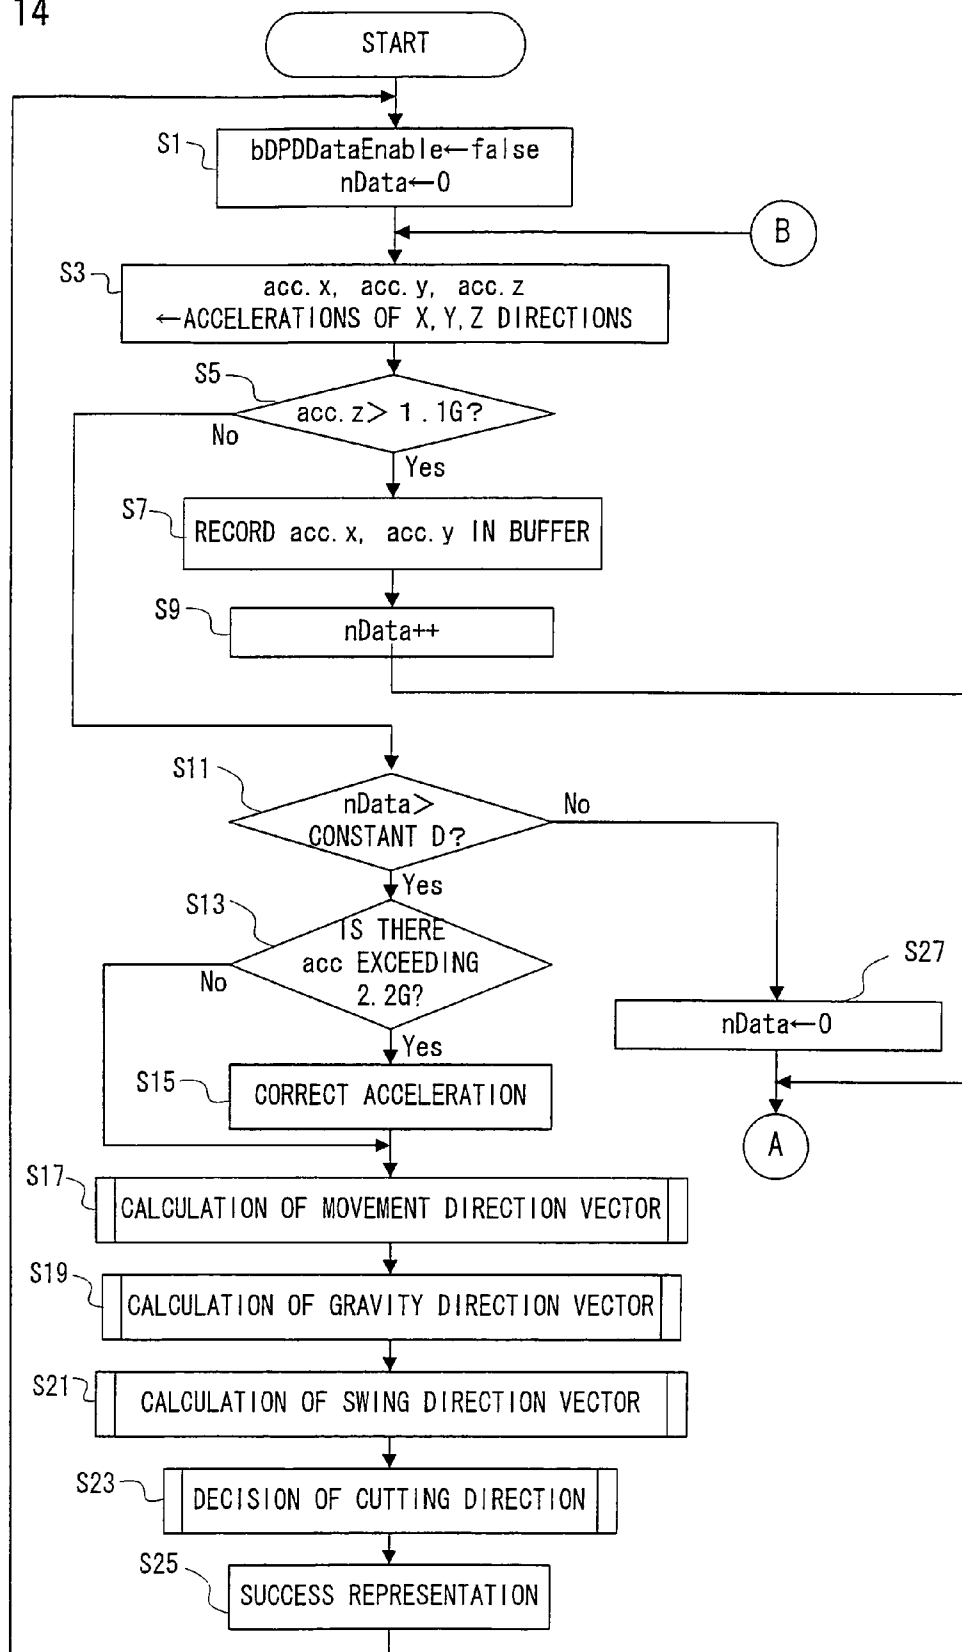 14
START
S1
bDPDDataEnable←false
nData←0
B
S3
acc.x, acc.y, acc.z
←ACCELERATIONS OF X,Y,Z DIRECTIONS
S5
acc.z> 1.1G?
No
Yes
S7
RECORD acc.x, acc.y IN BUFFER
S9
nData++
S11
nData>
CONSTANT D?
No
Yes
S13
IS THERE
acc EXCEEDING
2.2G?
No
Yes
S27
nData←0
S15
CORRECT ACCELERATION
A
S17
CALCULATION OF MOVEMENT DIRECTION VECTOR
S19
CALCULATION OF GRAVITY DIRECTION VECTOR
S21
CALCULATION OF SWING DIRECTION VECTOR
S23
DECISION OF CUTTING DIRECTION
S25
SUCCESS REPRESENTATION